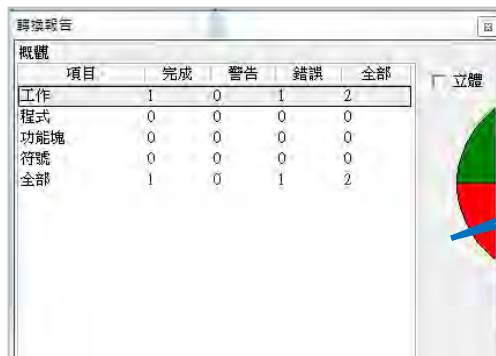 轉換報告
概觀
項目 完成 警告 錯誤 全部
工作 1 0 1 2
程式 0 0 0 0
功能塊 0 0 0 0
符號 0 0 0 0
全部 1 0 1 2
立體